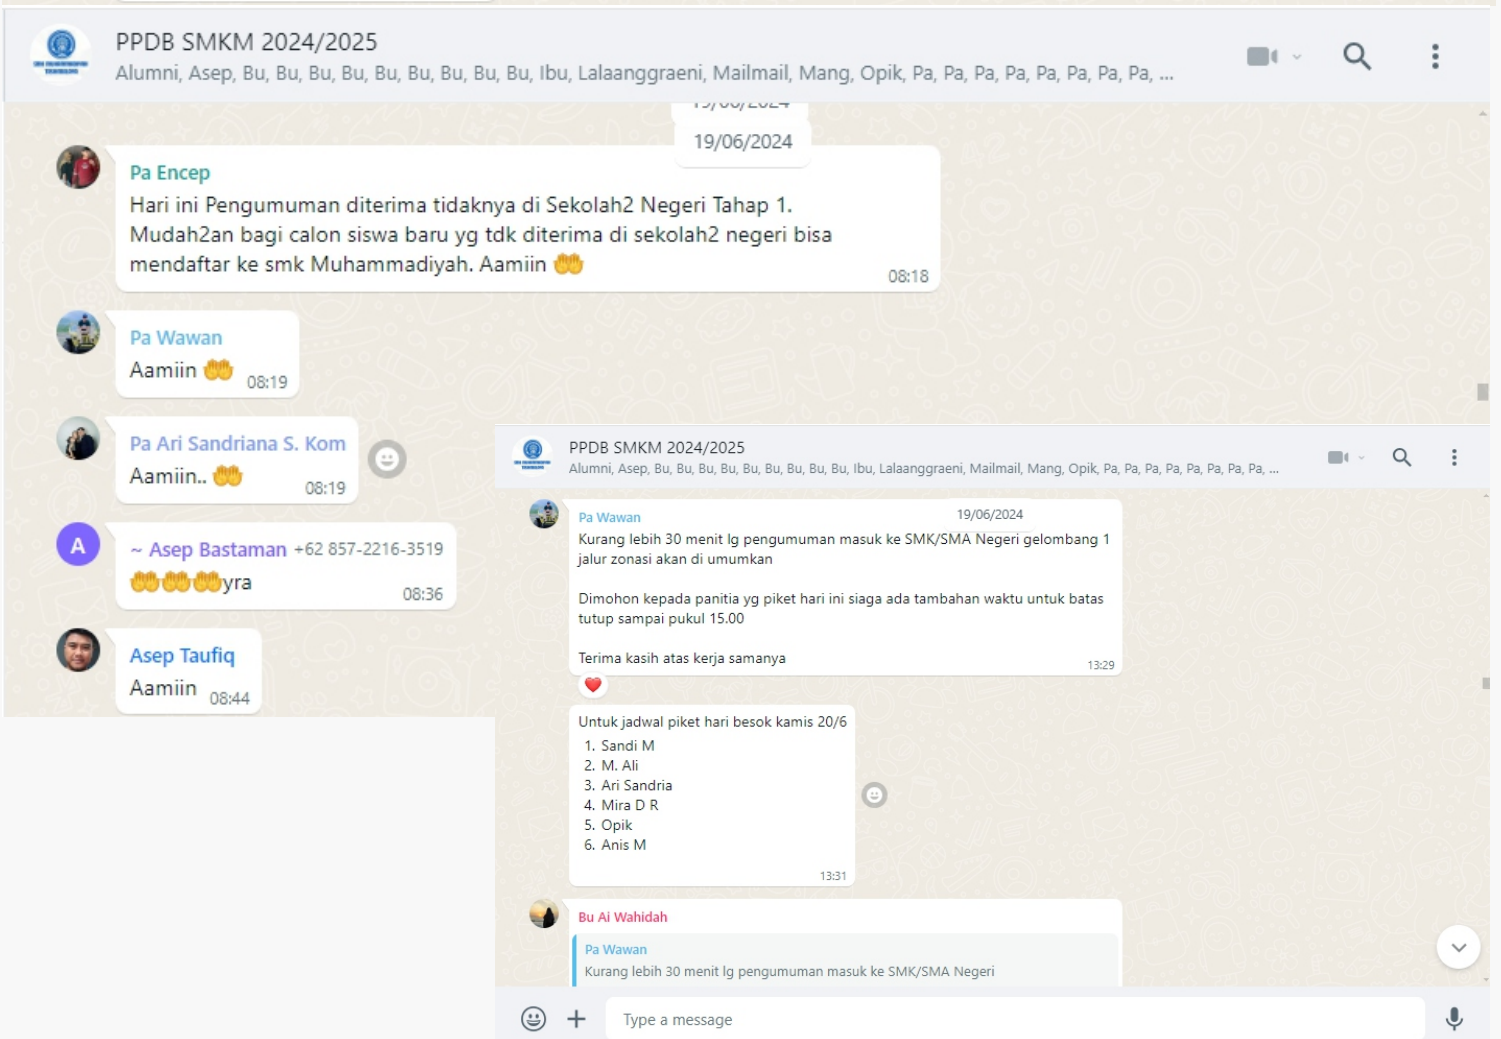 PPDB SMKM 2024/2025
Alumni, Asep, Bu, Bu, Bu, Bu, Bu, Bu, Bu, Bu, Bu, Ibu, Lalaanggraeni, Mailmail, Mang, Opik, Pa, Pa, Pa, Pa, Pa, Pa, Pa, Pa, ...
19/06/2024
19/06/2024
Pa Encep
Hari ini Pengumuman diterima tidaknya di Sekolah2 Negeri Tahap 1.
Mudah2an bagi calon siswa baru yg tdk diterima di sekolah2 negeri bisa
mendaftar ke smk Muhammadiyah. Aamiin 🤲
08:18
Pa Wawan
Aamiin 🤲
08:19
Pa Ari Sandriana S. Kom
Aamiin.. 🤲
08:19
A
~ Asep Bastaman +62 857-2216-3519
🤲🤲🤲yra
08:36
Asep Taufiq
Aamiin
08:44
PPDB SMKM 2024/2025
Alumni, Asep, Bu, Bu, Bu, Bu, Bu, Bu, Bu, Bu, Bu, Ibu, Lalaanggraeni, Mailmail, Mang, Opik, Pa, Pa, Pa, Pa, Pa, Pa, Pa, Pa, ...
19/06/2024
Pa Wawan
Kurang lebih 30 menit lg pengumuman masuk ke SMK/SMA Negeri gelombang 1
jalur zonasi akan di umumkan
Dimohon kepada panitia yg piket hari ini siaga ada tambahan waktu untuk batas
tutup sampai pukul 15.00
Terima kasih atas kerja samanya
13:29
Untuk jadwal piket hari besok kamis 20/6
1. Sandi M
2. M. Ali
3. Ari Sandria
4. Mira D R
5. Opik
6. Anis M
13:31
Bu Ai Wahidah
Pa Wawan
Kurang lebih 30 menit lg pengumuman masuk ke SMK/SMA Negeri
Type a message